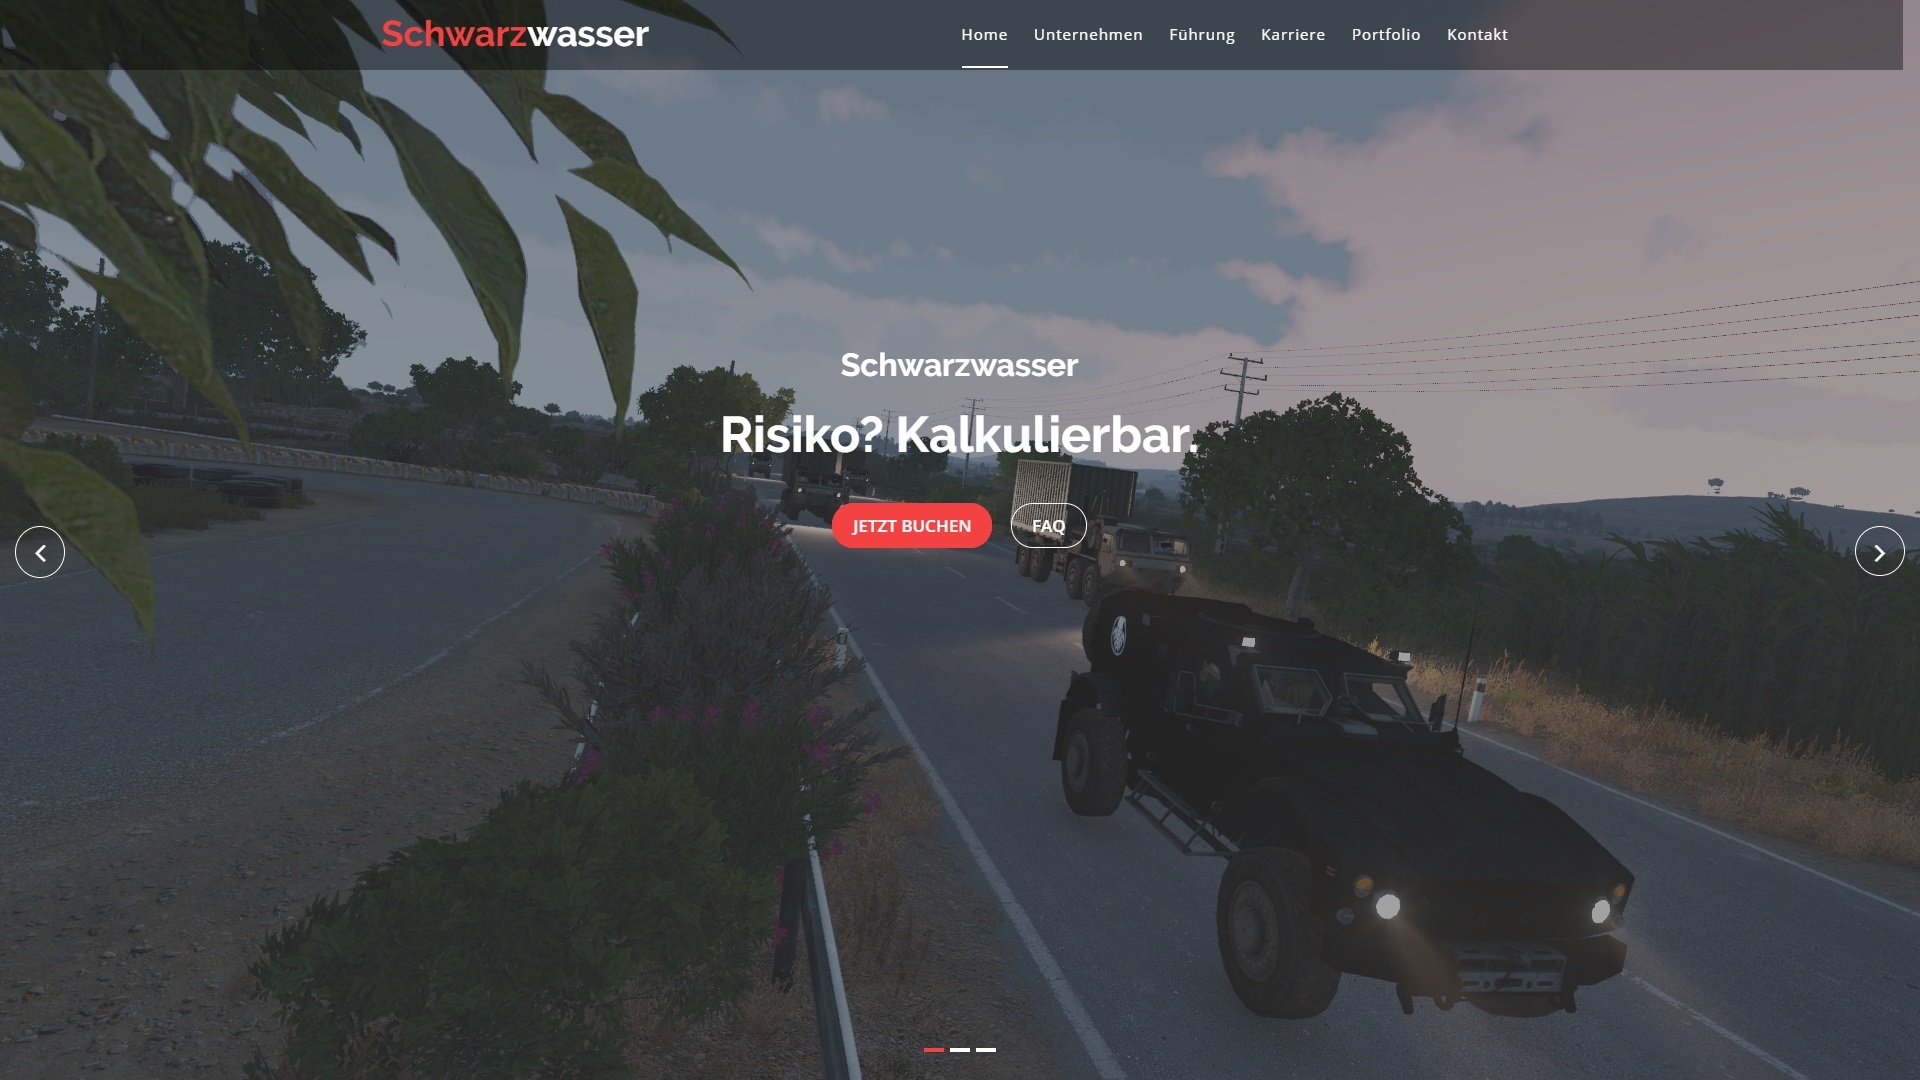 Schwarzwasser
Home Unternehmen Führung Karriere Portfolio Kontakt
Schwarzwasser
Risiko? Kalkulierbar.
JETZT BUCHEN FAQ